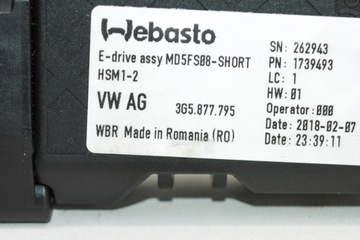 Webasto
E-drive assy MD5FS08-SHORT
HSM1-2
VW AG 3G5.877.795
WBR Made in Romania (RO)
SN: 262943
PN: 1739493
LC: 1
HW: 01
Operator: 000
Date: 2018-02-07
Date: 23:39:11